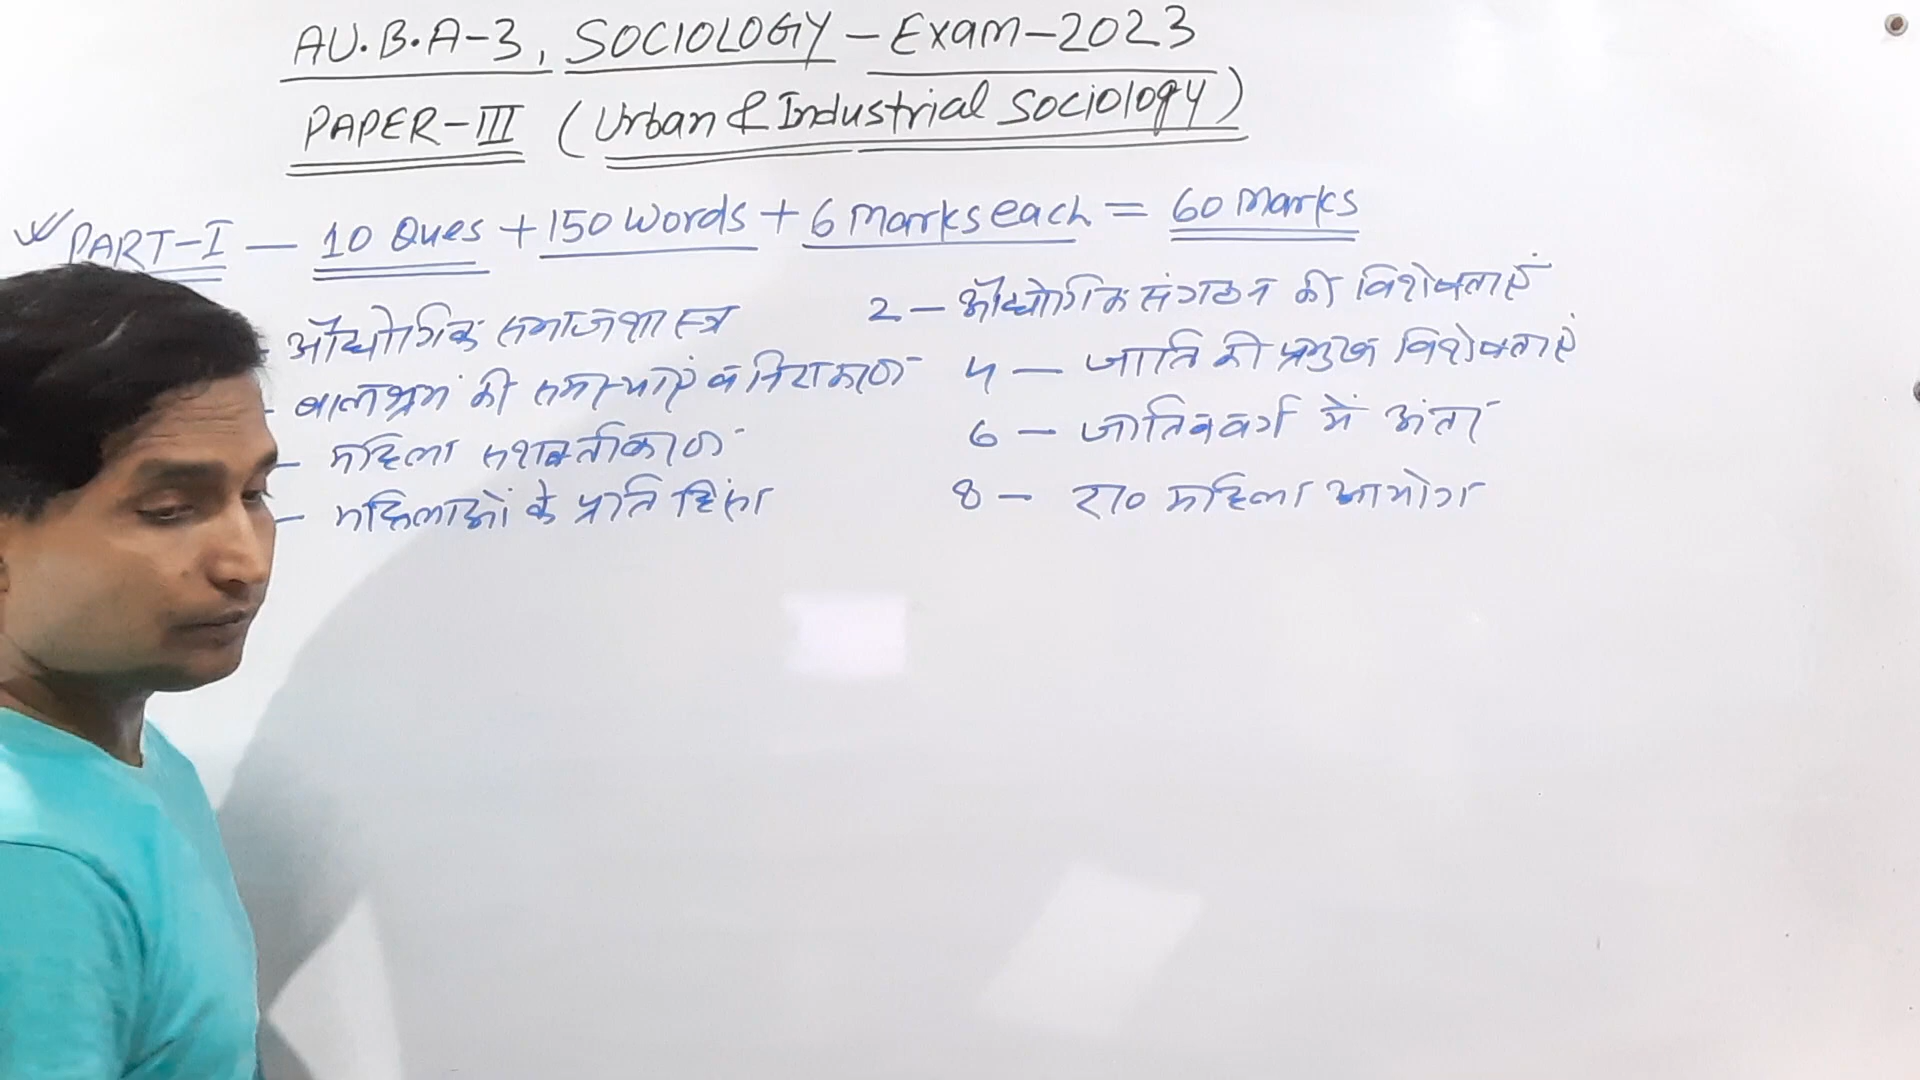 AU. B. A-3, SOCIOLOGY - Exam-2023
PAPER-III (Urban & Industrial Sociology)
PART-I — 10 Ques + 150 words + 6 Marks each = 60 Marks
औद्योगिक समाजशास्त्र 2 - औद्योगिक संगठन की विशेषताएं
बालश्रम की समस्याएं व निराकरण 4 - जाति की प्रमुख विशेषताएं
- महिला सशक्तीकरण 6 - जाति व वर्ग में अंतर
- महिलाओं के प्रति हिंसा 8 - रा० महिला आयोग